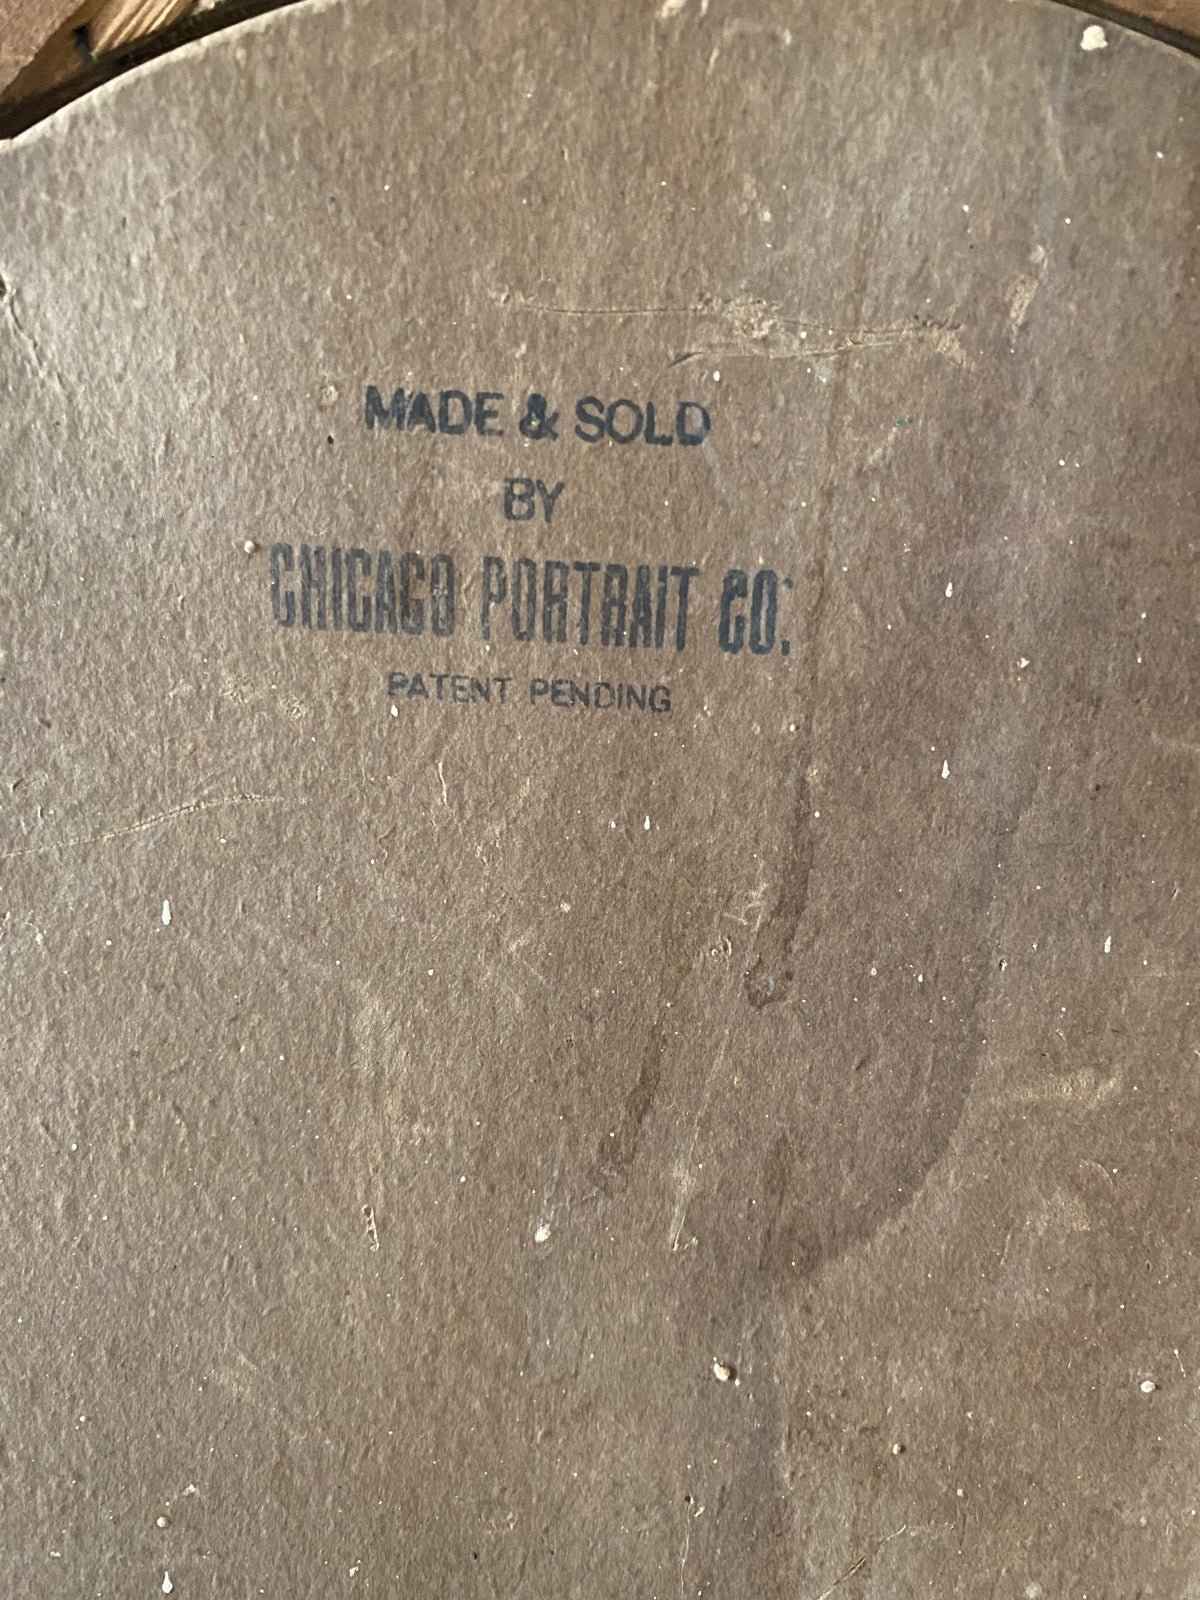 MADE & SOLD
BY
CHICAGO PORTRAIT CO.
PATENT PENDING